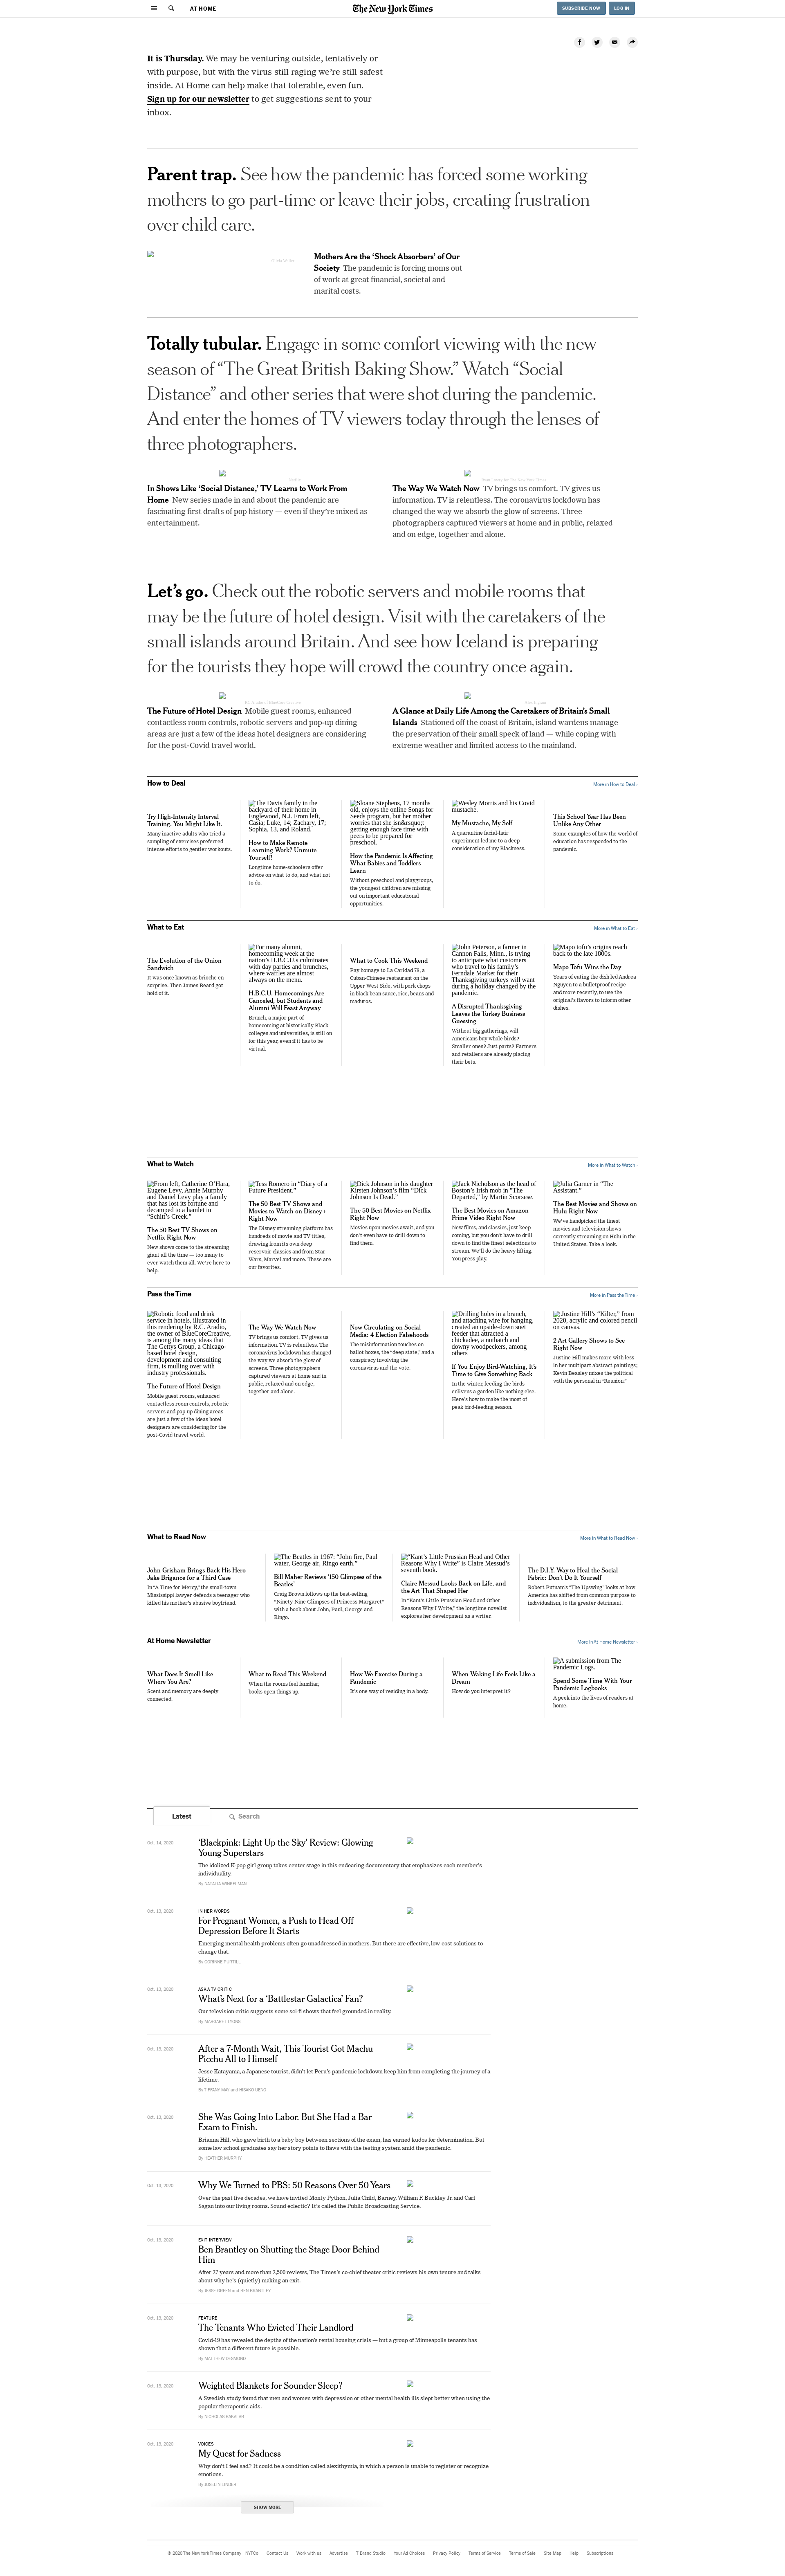 AT HOME
The New York Times
SUBSCRIBE NOW
LOG IN
It is Thursday. We may be venturing outside, tentatively or
with purpose, but with the virus still raging we're still safest
inside. At Home can help make that tolerable, even fun.
Sign up for our newsletter to get suggestions sent to your
inbox.
Parent trap. See how the pandemic has forced some working
mothers to go part-time or leave their jobs, creating frustration
over child care.
Mothers Are the ‘Shock Absorbers’ of Our
Society The pandemic is forcing moms out
of work at great financial, societal and
marital costs.
Totally tubular. Engage in some comfort viewing with the new
season of “The Great British Baking Show.” Watch “Social
Distance” and other series that were shot during the pandemic.
And enter the homes of TV viewers today through the lenses of
three photographers.
In Shows Like ‘Social Distance,’ TV Learns to Work From
Home New series made in and about the pandemic are
fascinating first drafts of pop history — even if they’re mixed as
entertainment.
The Way We Watch Now TV brings us comfort. TV gives us
information. TV is relentless. The coronavirus lockdown has
changed the way we absorb the glow of screens. Three
photographers captured viewers at home and in public, relaxed
and on edge, together and alone.
Let’s go. Check out the robotic servers and mobile rooms that
may be the future of hotel design. Visit with the caretakers of the
small islands around Britain. And see how Iceland is preparing
for the tourists they hope will crowd the country once again.
The Future of Hotel Design Mobile guest rooms, enhanced
contactless room controls, robotic servers and pop-up dining
areas are just a few of the ideas hotel designers are considering
for the post-Covid travel world.
A Glance at Daily Life Among the Caretakers of Britain’s Small
Islands Stationed off the coast of Britain, island wardens manage
the preservation of their small speck of land — while coping with
extreme weather and limited access to the mainland.
How to Deal
More in How to Deal ›
Try High-Intensity Interval
Training. You Might Like It.
Many inactive adults who tried a
sampling of exercises preferred
intense efforts to gentler workouts.
The Davis family in the
backyard of their home in
Englewood, N.J. From left,
Casia; Luke, 14; Zachary, 17;
Sophia, 13, and Roland.
How to Make Remote
Learning Work? Unmute
Yourself!
Longtime home-schoolers offer
advice on what to do, and what not
to do.
Sloane Stephens, 17 months
old, enjoys the online Songs for
Seeds program, but her mother
worries that she isn&rsquo;t
getting enough face time with
peers to be prepared for
preschool.
How the Pandemic Is Affecting
What Babies and Toddlers
Learn
Without preschool and playgroups,
the youngest children are missing
out on important educational
opportunities.
Wesley Morris and his Covid
mustache.
My Mustache, My Self
A quarantine facial-hair
experiment led me to a deep
consideration of my Blackness.
This School Year Has Been
Unlike Any Other
Some examples of how the world of
education has responded to the
pandemic.
What to Eat
More in What to Eat ›
The Evolution of the Onion
Sandwich
It was once known as brioche en
surprise. Then James Beard got
hold of it.
For many alumni,
homecoming week at the
nation’s H.B.C.U.s culminates
with day parties and brunches,
where waffles are almost
always on the menu.
H.B.C.U. Homecomings Are
Canceled, but Students and
Alumni Will Feast Anyway
Brunch, a major part of
homecoming at historically Black
colleges and universities, is still on
for this year, even if it has to be
virtual.
What to Cook This Weekend
Pay homage to La Caridad 78, a
Cuban-Chinese restaurant on the
Upper West Side, with pork chops
in black bean sauce, rice, beans and
maduros.
John Peterson, a farmer in
Cannon Falls, Minn., is trying
to anticipate what customers
who travel to his family’s
Ferndale Market for their
Thanksgiving turkeys will want
during a holiday changed by the
pandemic.
A Disrupted Thanksgiving
Leaves the Turkey Business
Guessing
Without big gatherings, will
Americans buy whole birds?
Smaller ones? Just parts? Farmers
and retailers are already placing
their bets.
Mapo tofu’s origins reach
back to the late 1800s.
Mapo Tofu Wins the Day
Years of eating the dish led Andrea
Nguyen to a bulletproof recipe —
and more recently, to use the
original’s flavors to inform other
dishes.
What to Watch
More in What to Watch ›
From left, Catherine O’Hara,
Eugene Levy, Annie Murphy
and Daniel Levy play a family
that has lost its fortune and
decamped to a hamlet in
“Schitt’s Creek.”
The 50 Best TV Shows on
Netflix Right Now
New shows come to the streaming
giant all the time — too many to
ever watch them all. We’re here to
help.
Tess Romero in “Diary of a
Future President.”
The 50 Best TV Shows and
Movies to Watch on Disney+
Right Now
The Disney streaming platform has
hundreds of movie and TV titles,
drawing from its own deep
reservoir classics and from Star
Wars, Marvel and more. These are
our favorites.
Dick Johnson in his daughter
Kirsten Johnson’s film “Dick
Johnson Is Dead.”
The 50 Best Movies on Netflix
Right Now
Movies upon movies await, and you
don’t even have to drill down to
find them.
Jack Nicholson as the head of
Boston’s Irish mob in “The
Departed,” by Martin Scorsese.
The Best Movies on Amazon
Prime Video Right Now
New films, and classics, just keep
coming, but you don’t have to drill
down to find the finest selections to
stream. We’ll do the heavy lifting.
You press play.
Julia Garner in “The
Assistant.”
The Best Movies and Shows on
Hulu Right Now
We’ve handpicked the finest
movies and television shows
currently streaming on Hulu in the
United States. Take a look.
Pass the Time
More in Pass the Time ›
Robotic food and drink
service in hotels, illustrated in
this rendering by R.C. Aradio,
the owner of BlueCoreCreative,
is among the many ideas that
The Gettys Group, a Chicago-
based hotel design,
development and consulting
firm, is mulling over with
industry professionals.
The Future of Hotel Design
Mobile guest rooms, enhanced
contactless room controls, robotic
servers and pop-up dining areas
are just a few of the ideas hotel
designers are considering for the
post-Covid travel world.
The Way We Watch Now
TV brings us comfort. TV gives us
information. TV is relentless. The
coronavirus lockdown has changed
the way we absorb the glow of
screens. Three photographers
captured viewers at home and in
public, relaxed and on edge,
together and alone.
Now Circulating on Social
Media: 4 Election Falsehoods
The misinformation touches on
ballot boxes, the “deep state,” and a
conspiracy involving the
coronavirus and the vote.
Drilling holes in a branch,
and attaching wire for hanging,
created an upside-down suet
feeder that attracted a
chickadee, a nuthatch and
downy woodpeckers, among
others
If You Enjoy Bird-Watching, It’s
Time to Give Something Back
In the winter, feeding the birds
enlivens a garden like nothing else.
Here’s how to make the most of
peak bird-feeding season.
Justine Hill’s “Kilter,” from
2020, acrylic and colored pencil
on canvas.
2 Art Gallery Shows to See
Right Now
Justine Hill makes more with less
in her multipart abstract paintings;
Kevin Beasley mixes the political
with the personal in “Reunion.”
What to Read Now
More in What to Read Now ›
John Grisham Brings Back His Hero
Jake Brigance for a Third Case
In “A Time for Mercy,” the small-town
Mississippi lawyer defends a teenager who
killed his mother’s abusive boyfriend.
The Beatles in 1967: “John fire, Paul
water, George air, Ringo earth.”
Bill Maher Reviews ‘150 Glimpses of the
Beatles’
Craig Brown follows up the best-selling
“Ninety-Nine Glimpses of Princess Margaret”
with a book about John, Paul, George and
Ringo.
“Kant’s Little Prussian Head and Other
Reasons Why I Write” is Claire Messud’s
seventh book.
Claire Messud Looks Back on Life, and
the Art That Shaped Her
In “Kant’s Little Prussian Head and Other
Reasons Why I Write,” the longtime novelist
explores her development as a writer.
The D.I.Y. Way to Heal the Social
Fabric: Don’t Do It Yourself
Robert Putnam’s “The Upswing” looks at how
America has shifted from common purpose to
individualism, to the greater detriment.
At Home Newsletter
More in At Home Newsletter ›
What Does It Smell Like
Where You Are?
Scent and memory are deeply
connected.
What to Read This Weekend
When the rooms feel familiar,
books open things up.
How We Exercise During a
Pandemic
It’s one way of residing in a body.
When Waking Life Feels Like a
Dream
How do you interpret it?
A submission from The
Pandemic Logs.
Spend Some Time With Your
Pandemic Logbooks
A peek into the lives of readers at
home.
Latest
Search
Oct. 14, 2020
‘Blackpink: Light Up the Sky’ Review: Glowing
Young Superstars
The idolized K-pop girl group takes center stage in this endearing documentary that emphasizes each member’s
individuality.
By NATALIA WINKELMAN
Oct. 13, 2020
IN HER WORDS
For Pregnant Women, a Push to Head Off
Depression Before It Starts
Emerging mental health problems often go unaddressed in mothers. But there are effective, low-cost solutions to
change that.
By CORINNE PURTILL
Oct. 13, 2020
ASK A TV CRITIC
What’s Next for a ‘Battlestar Galactica’ Fan?
Our television critic suggests some sci-fi shows that feel grounded in reality.
By MARGARET LYONS
Oct. 13, 2020
After a 7-Month Wait, This Tourist Got Machu
Picchu All to Himself
Jesse Katayama, a Japanese tourist, didn’t let Peru’s pandemic lockdown keep him from completing the journey of a
lifetime.
By TIFFANY MAY and HISAKO UENO
Oct. 13, 2020
She Was Going Into Labor. But She Had a Bar
Exam to Finish.
Brianna Hill, who gave birth to a baby boy between sections of the exam, has earned kudos for determination. But
some law school graduates say her story points to flaws with the testing system amid the pandemic.
By HEATHER MURPHY
Oct. 13, 2020
Why We Turned to PBS: 50 Reasons Over 50 Years
Over the past five decades, we have invited Monty Python, Julia Child, Barney, William F. Buckley Jr. and Carl
Sagan into our living rooms. Sound eclectic? It’s called the Public Broadcasting Service.
Oct. 13, 2020
EXIT INTERVIEW
Ben Brantley on Shutting the Stage Door Behind
Him
After 27 years and more than 2,500 reviews, The Times’s co-chief theater critic reviews his own tenure and talks
about why he’s (quietly) making an exit.
By JESSE GREEN and BEN BRANTLEY
Oct. 13, 2020
FEATURE
The Tenants Who Evicted Their Landlord
Covid-19 has revealed the depths of the nation’s rental housing crisis — but a group of Minneapolis tenants has
shown that a different future is possible.
By MATTHEW DESMOND
Oct. 13, 2020
Weighted Blankets for Sounder Sleep?
A Swedish study found that men and women with depression or other mental health ills slept better when using the
popular therapeutic aids.
By NICHOLAS BAKALAR
Oct. 13, 2020
VOICES
My Quest for Sadness
Why don’t I feel sad? It could be a condition called alexithymia, in which a person is unable to register or recognize
emotions.
By JOSELIN LINDER
SHOW MORE
© 2020 The New York Times Company NYTCo Contact Us Work with us Advertise T Brand Studio Your Ad Choices Privacy Policy Terms of Service Terms of Sale Site Map Help Subscriptions